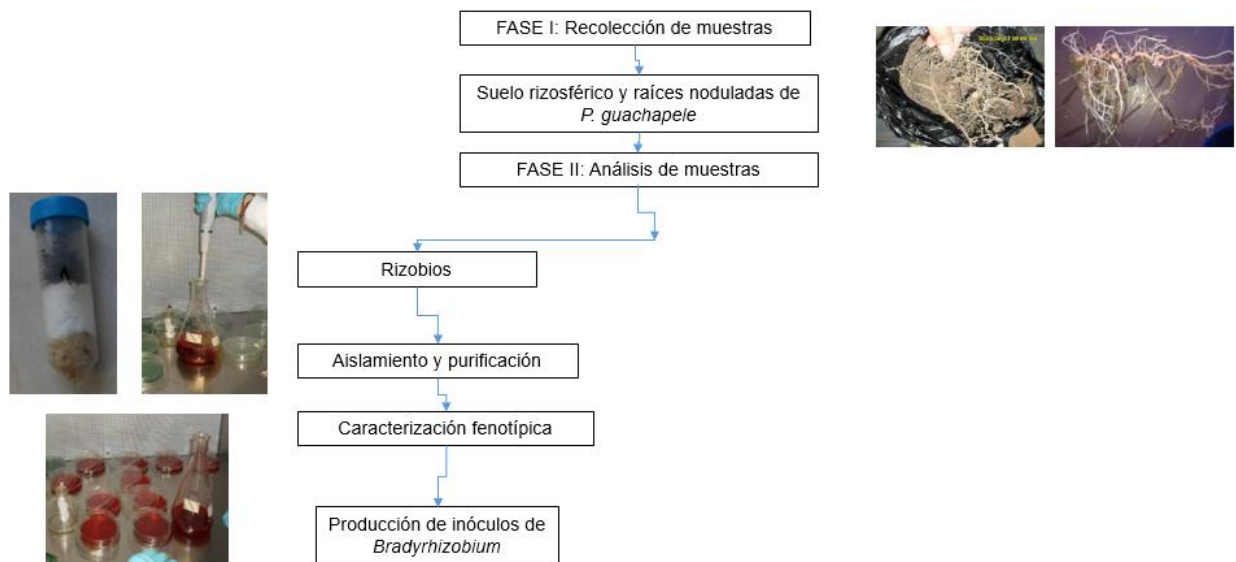 FASE I: Recolección de muestras
Suelo rizosférico y raíces noduladas de
P. guachapele
FASE II: Análisis de muestras
Rizobios
Aislamiento y purificación
Caracterización fenotípica
Producción de inóculos de
Bradyrhizobium